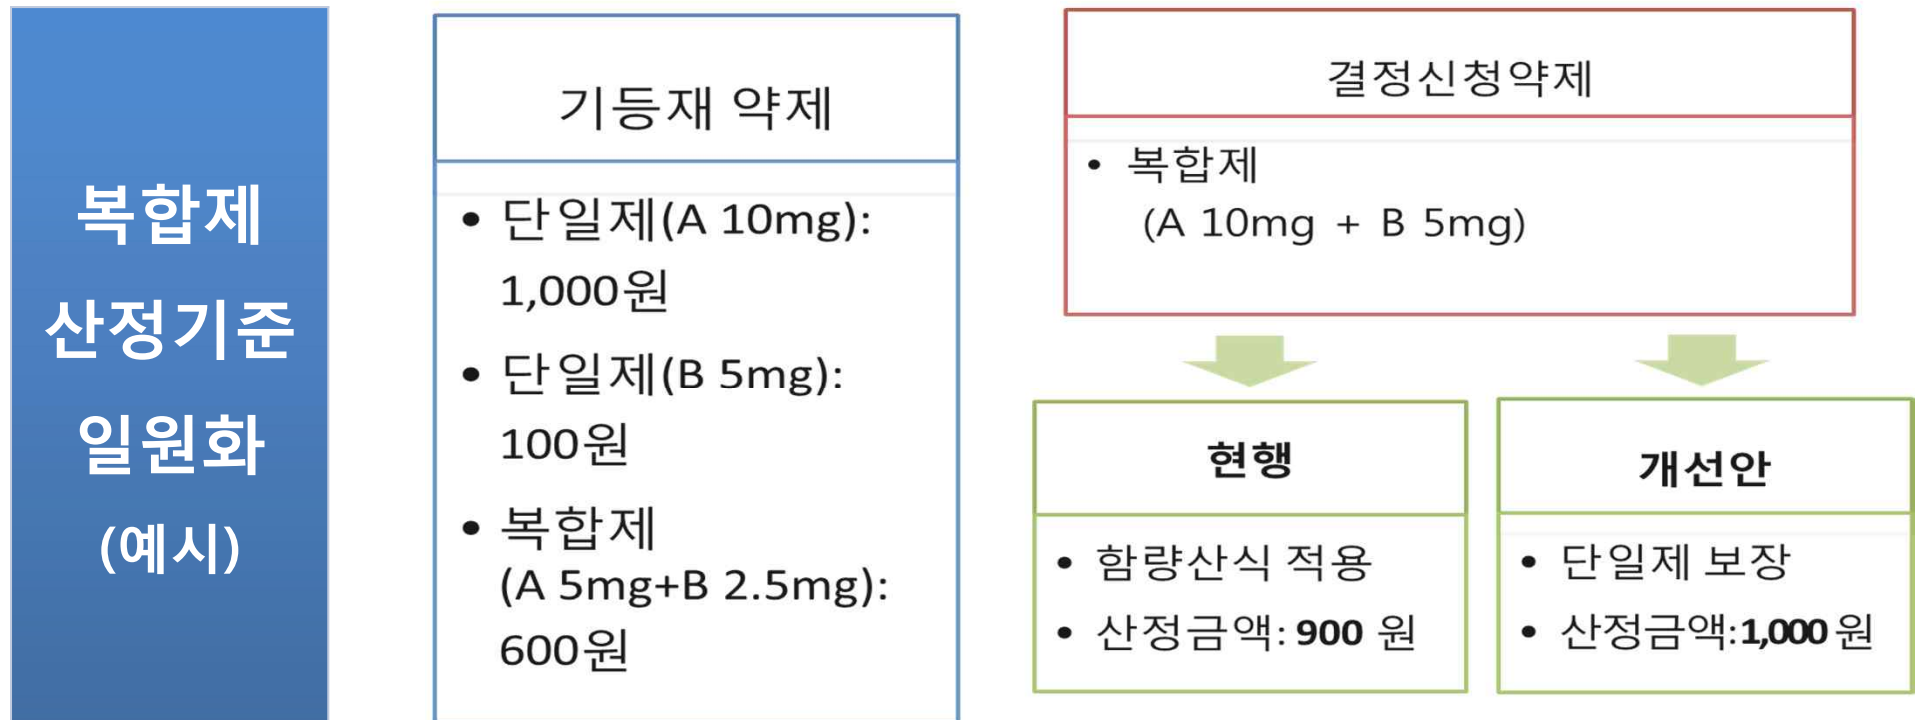 복합제
산정기준
일원화
(예시)
기등재 약제
• 단일제(A 10mg):
1,000원
• 단일제(B 5mg):
100원
• 복합제
(A 5mg+B 2.5mg):
600원
결정신청약제
• 복합제
(A 10mg + B 5mg)
현행
• 함량산식 적용
• 산정금액: 900 원
개선안
• 단일제 보장
• 산정금액:1,000 원